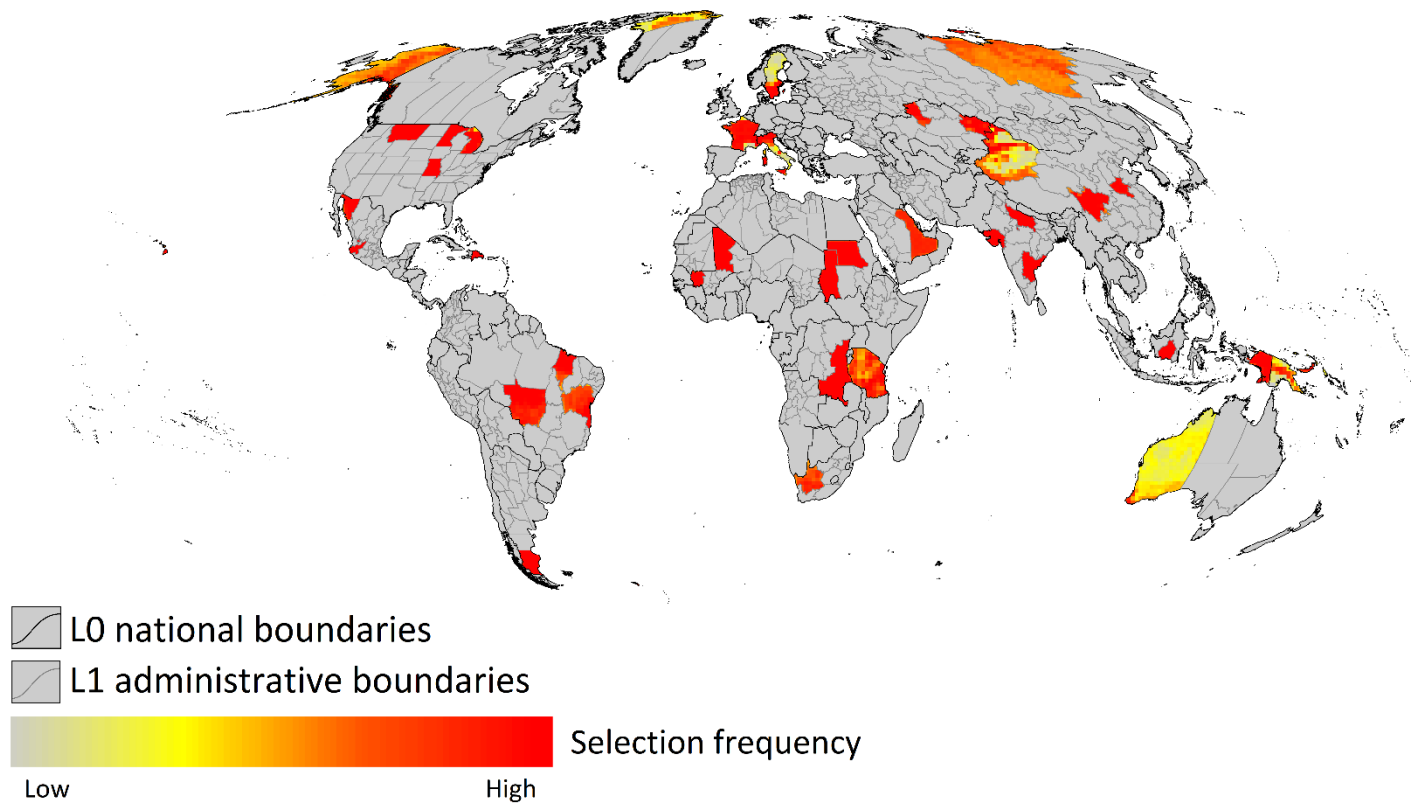 L0 national boundaries
L1 administrative boundaries
Selection frequency
Low
High